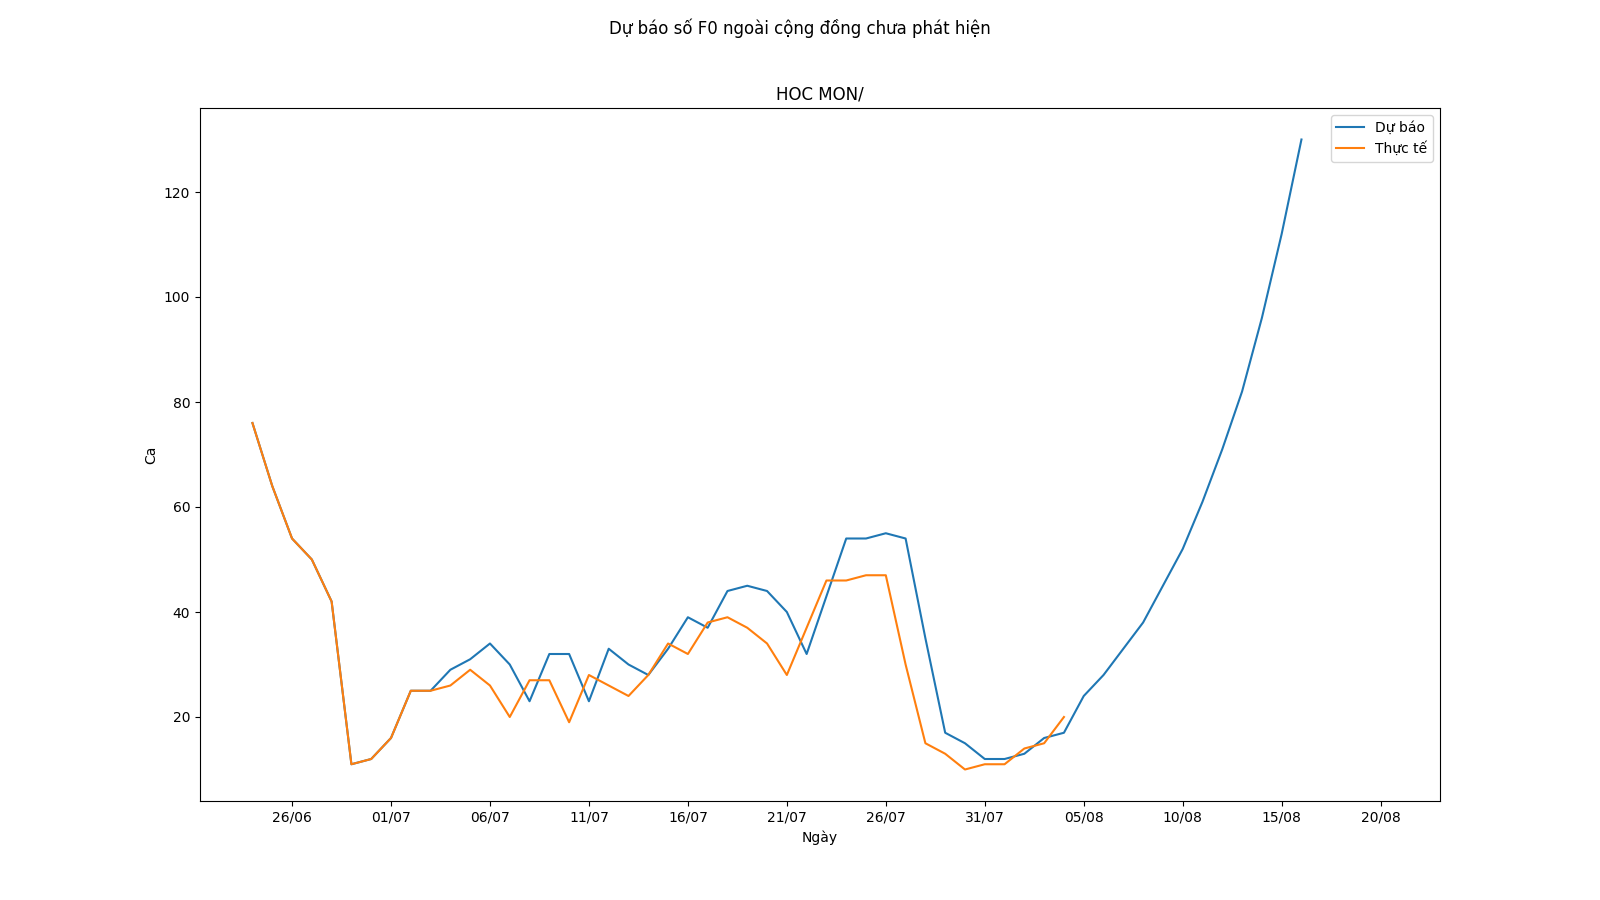 Dự báo số F0 ngoài cộng đồng chưa phát hiện
HOC MON/
Dự báo
Thực tế
120
100
80
60
40
20
Ca
26/06 01/07 06/07 11/07 16/07 21/07 26/07 31/07 05/08 10/08 15/08 20/08
Ngày